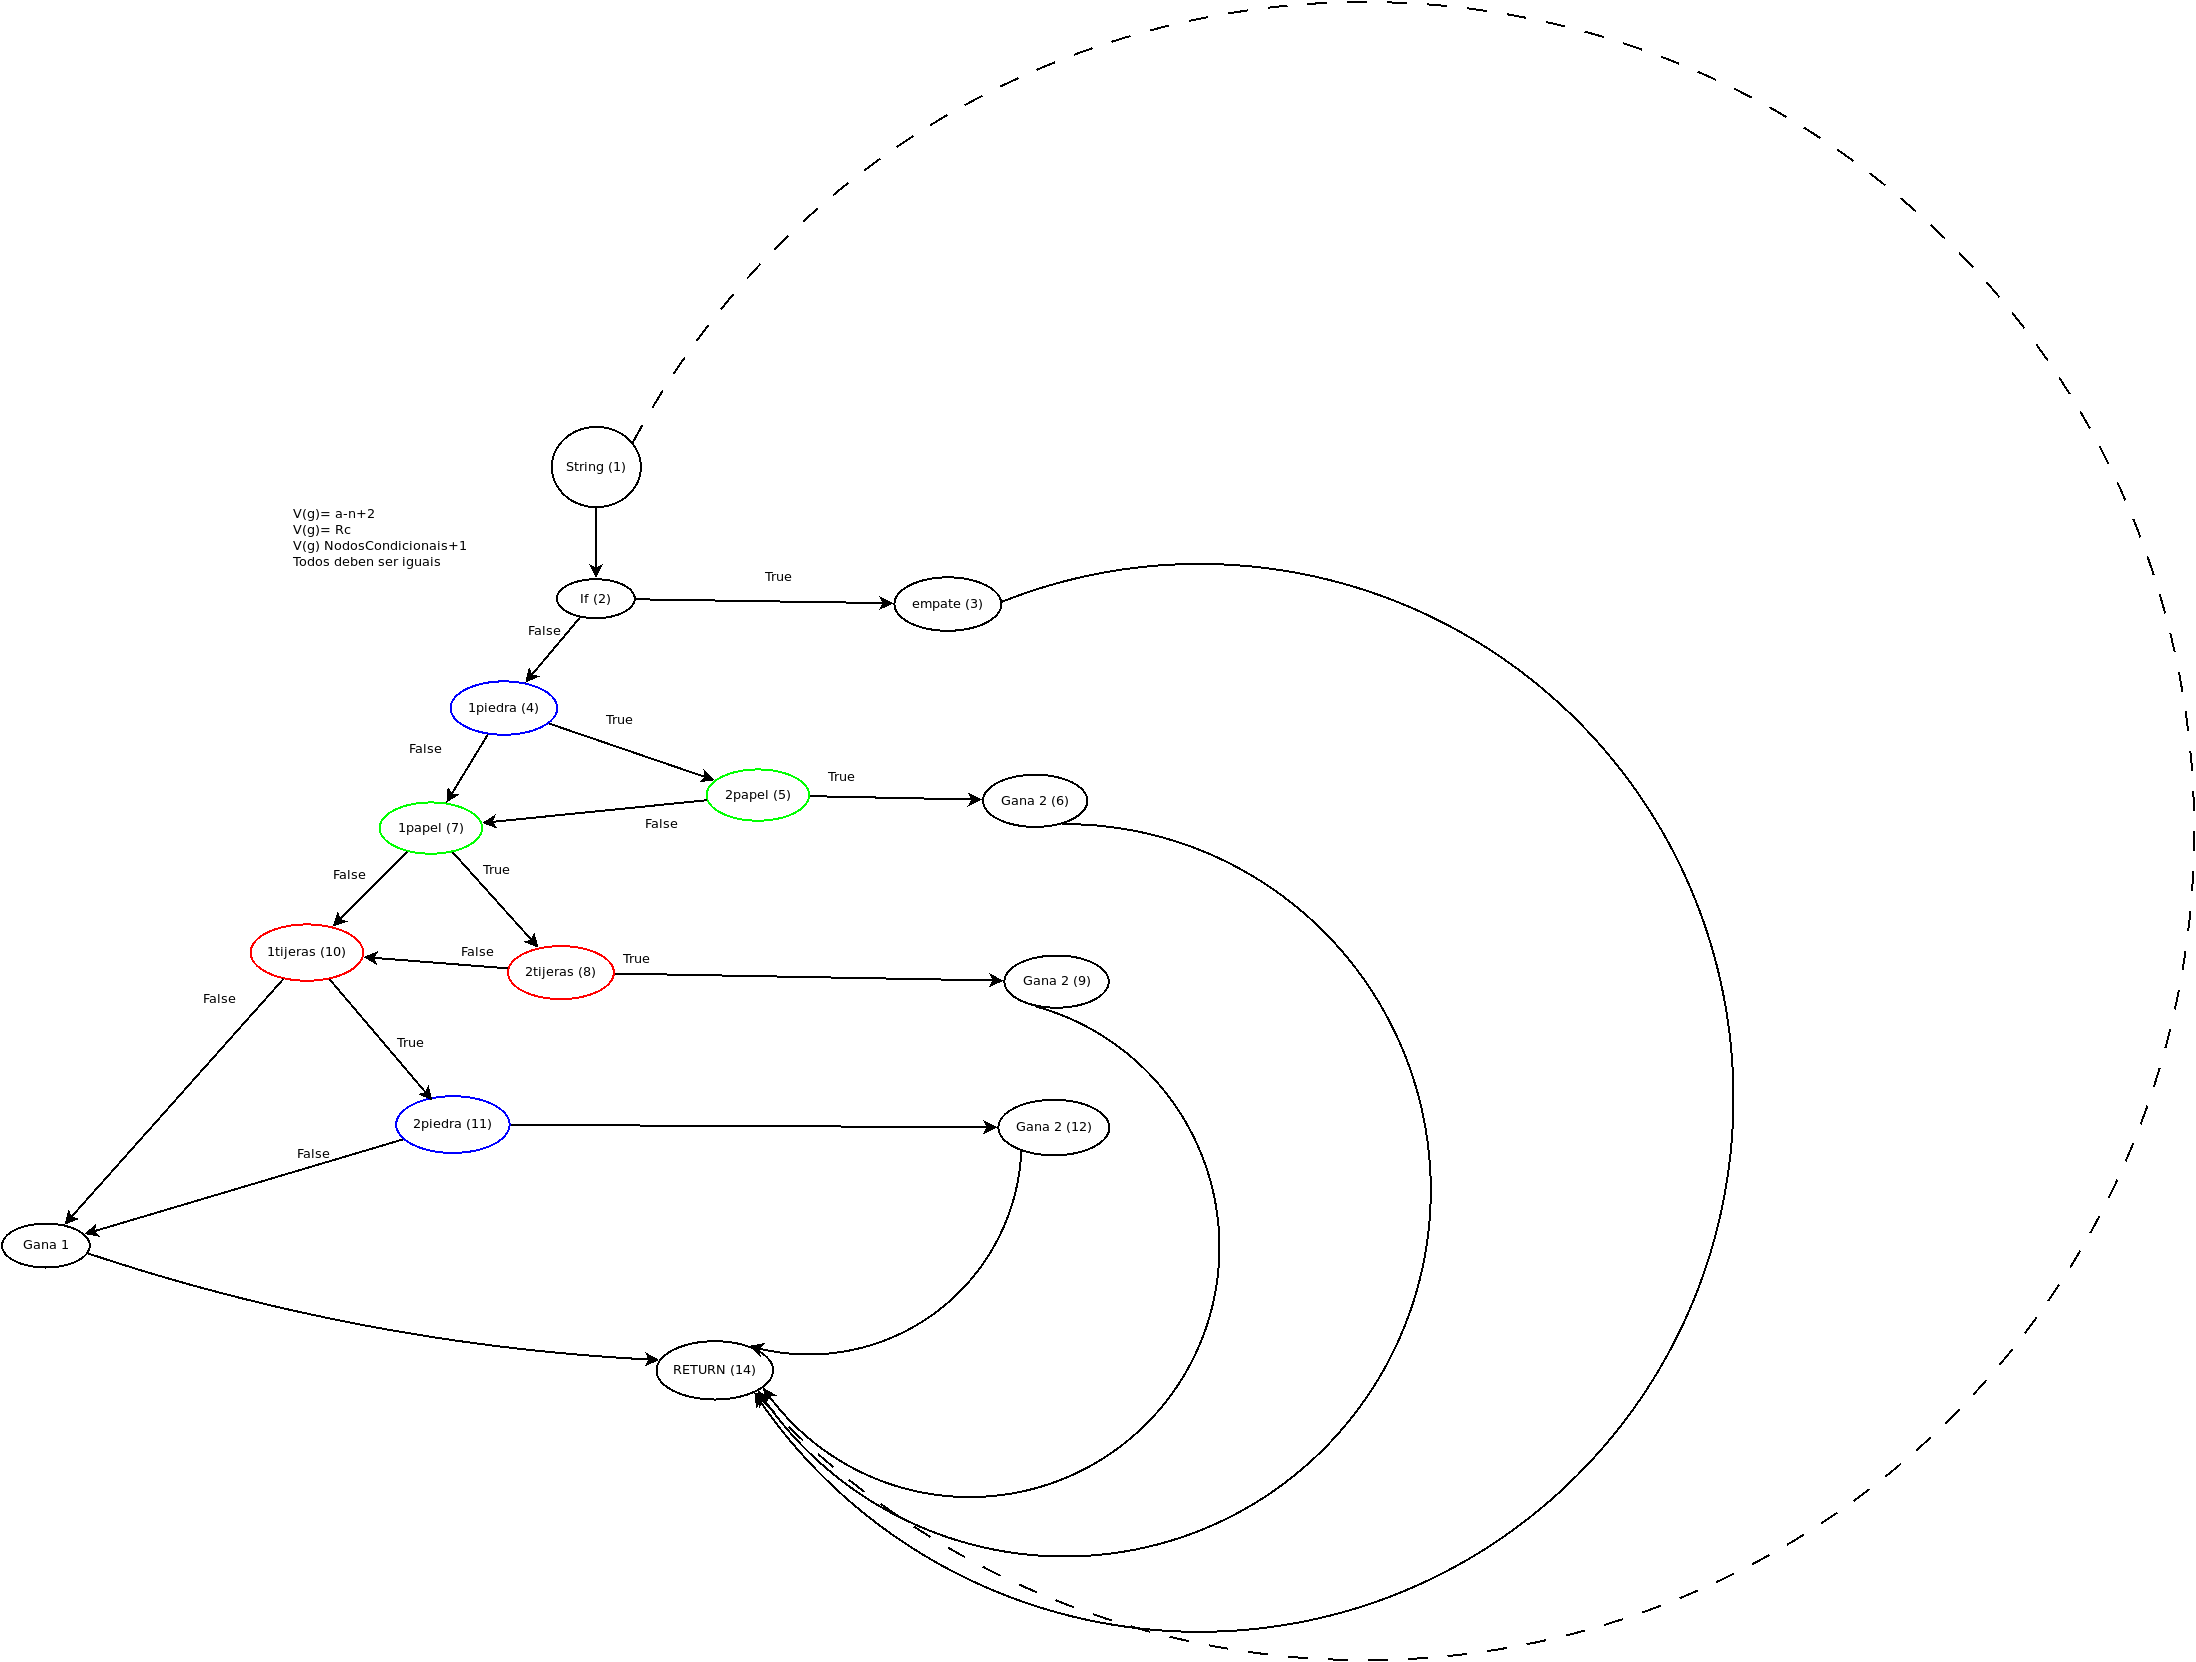 String (1)
V(g)= a-n+2
V(g)= Rc
V(g) NodosCondicionais+1
Todos deben ser iguais
True
If (2)
empate (3)
False
1piedra (4)
True
False
True
2papel (5)
Gana 2 (6)
False
1papel (7)
True
False
1tijeras (10)
False
True
2tijeras (8)
Gana 2 (9)
False
True
2piedra (11)
Gana 2 (12)
False
Gana 1
RETURN (14)